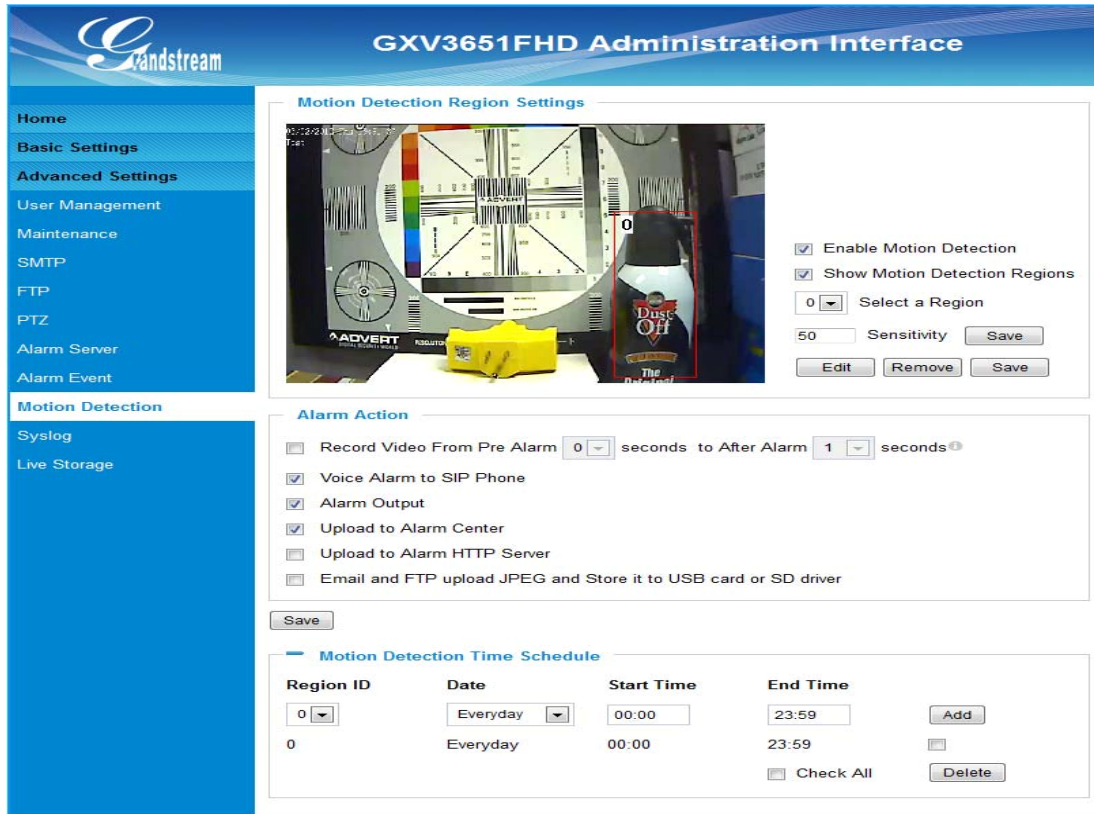 Grandstream
GXV3651FHD Administration Interface
Home
Basic Settings
Advanced Settings
User Management
Maintenance
SMTP
FTP
PTZ
Alarm Server
Alarm Event
Motion Detection
Syslog
Live Storage
Motion Detection Region Settings
Test
ADVERT
0
Dust
Off
The
ADVERT
Enable Motion Detection
Show Motion Detection Regions
0 Select a Region
50 Sensitivity Save
Edit Remove Save
Alarm Action
Record Video From Pre Alarm 0 seconds to After Alarm 1 seconds
Voice Alarm to SIP Phone
Alarm Output
Upload to Alarm Center
Upload to Alarm HTTP Server
Email and FTP upload JPEG and Store it to USB card or SD driver
Save
Motion Detection Time Schedule
Region ID Date Start Time End Time
0 Everyday 00:00 23:59 Add
0 Everyday 00:00 23:59
Check All Delete